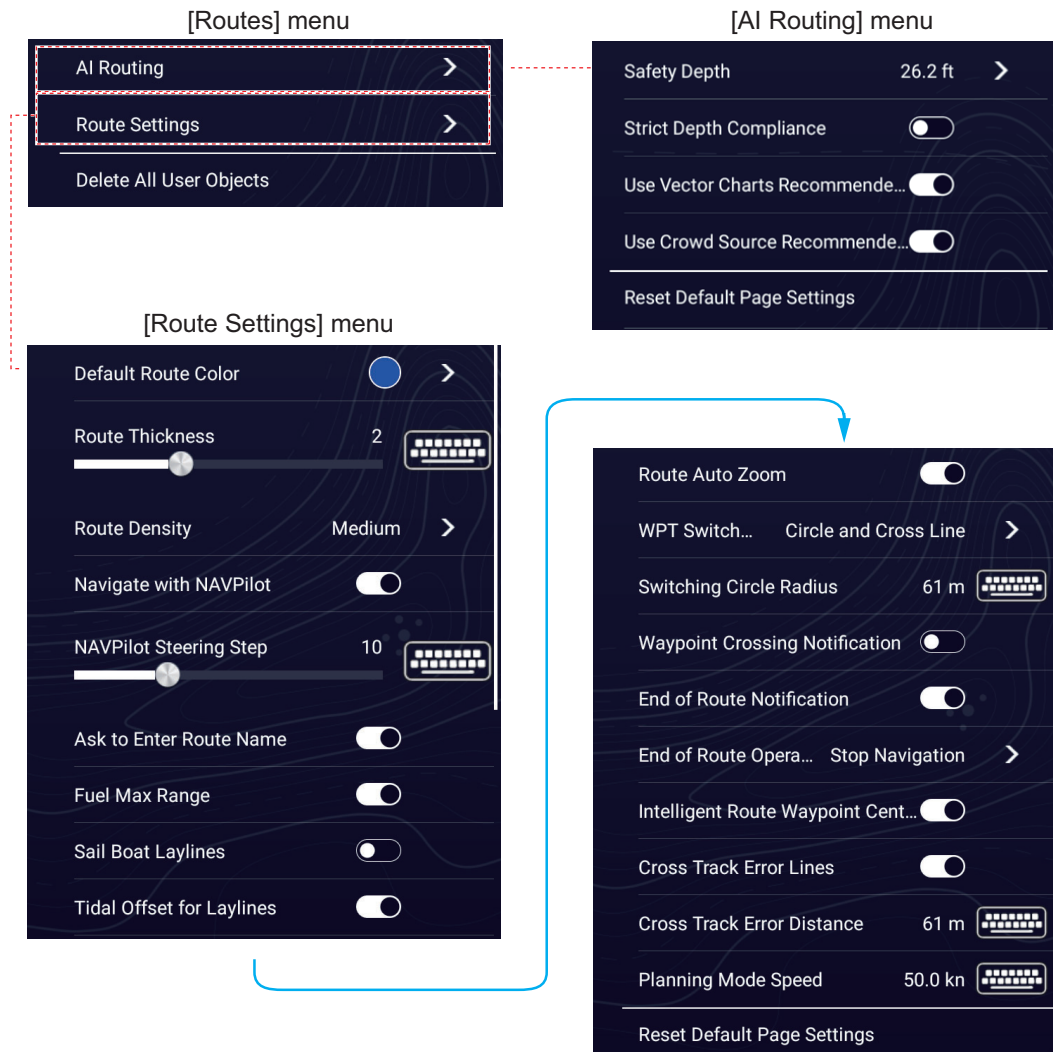 [Routes] menu
AI Routing
Route Settings
Delete All User Objects
[AI Routing] menu
Safety Depth 26.2 ft
Strict Depth Compliance
Use Vector Charts Recommende...
Use Crowd Source Recommende...
Reset Default Page Settings
[Route Settings] menu
Default Route Color
Route Thickness 2
Route Density Medium
Navigate with NAVPilot
NAVPilot Steering Step 10
Ask to Enter Route Name
Fuel Max Range
Sail Boat Laylines
Tidal Offset for Laylines
Route Auto Zoom
WPT Switch... Circle and Cross Line
Switching Circle Radius 61 m
Waypoint Crossing Notification
End of Route Notification
End of Route Opera... Stop Navigation
Intelligent Route Waypoint Cent...
Cross Track Error Lines
Cross Track Error Distance 61 m
Planning Mode Speed 50.0 kn
Reset Default Page Settings